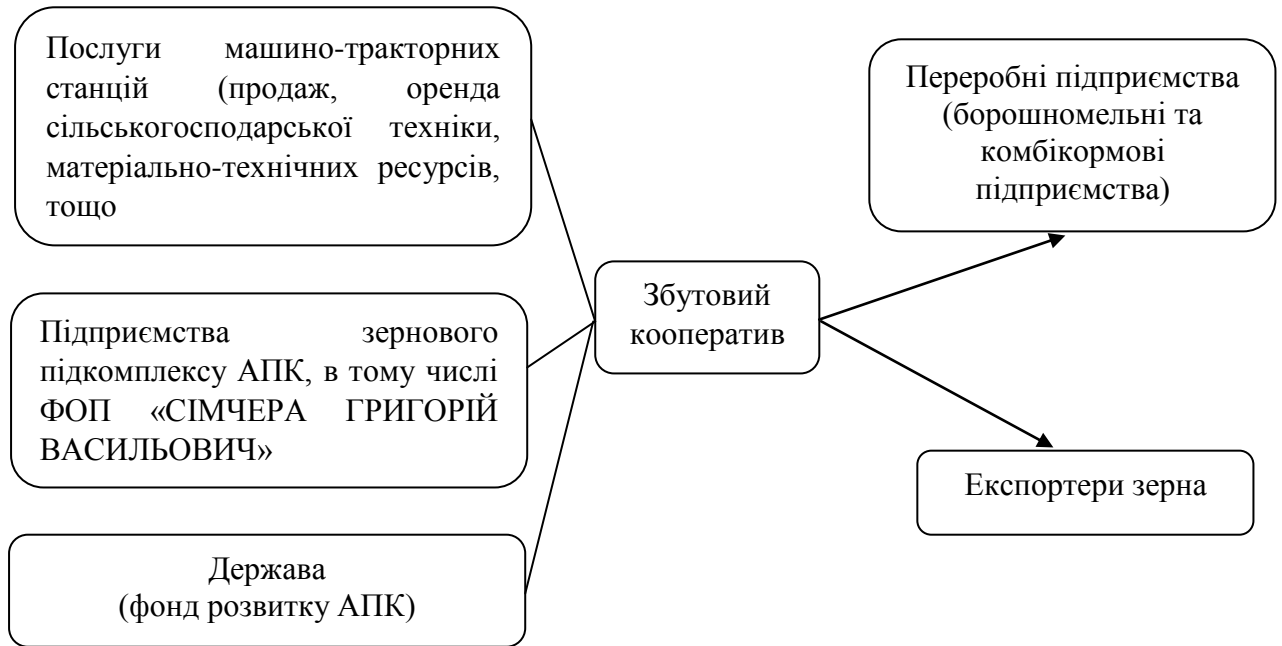 Послуги машино-тракторних
станцій (продаж, оренда
сільськогосподарської техніки,
матеріально-технічних ресурсів,
тощо
Підприємства зернового
підкомплексу АПК, в тому числі
ФОП «СІМЧЕРА ГРИГОРІЙ
ВАСИЛЬОВИЧ»
Держава
(фонд розвитку АПК)
Збутовий
кооператив
Переробні підприємства
(борошномельні та
комбікормові
підприємства)
Експортери зерна